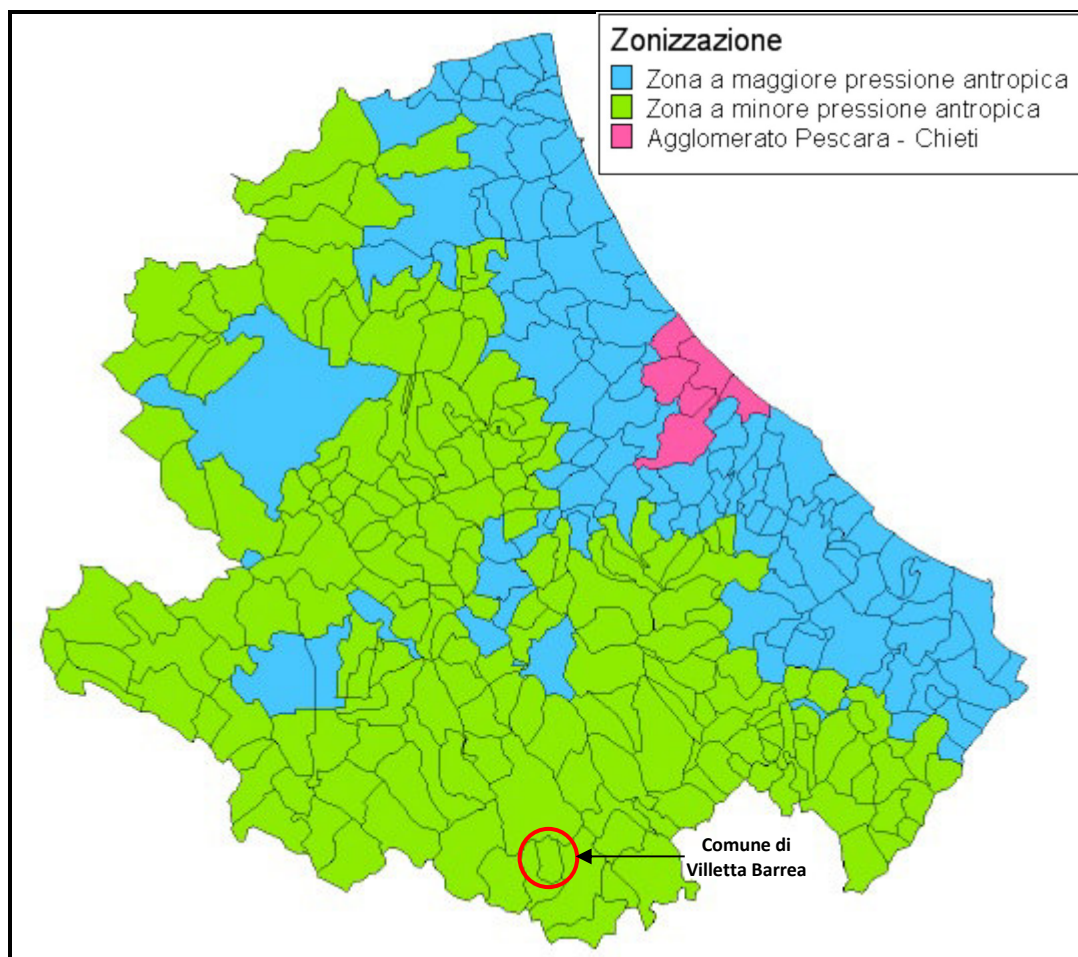 Zonizzazione
Zona a maggiore pressione antropica
Zona a minore pressione antropica
Agglomerato Pescara - Chieti
Comune di
Villetta Barrea